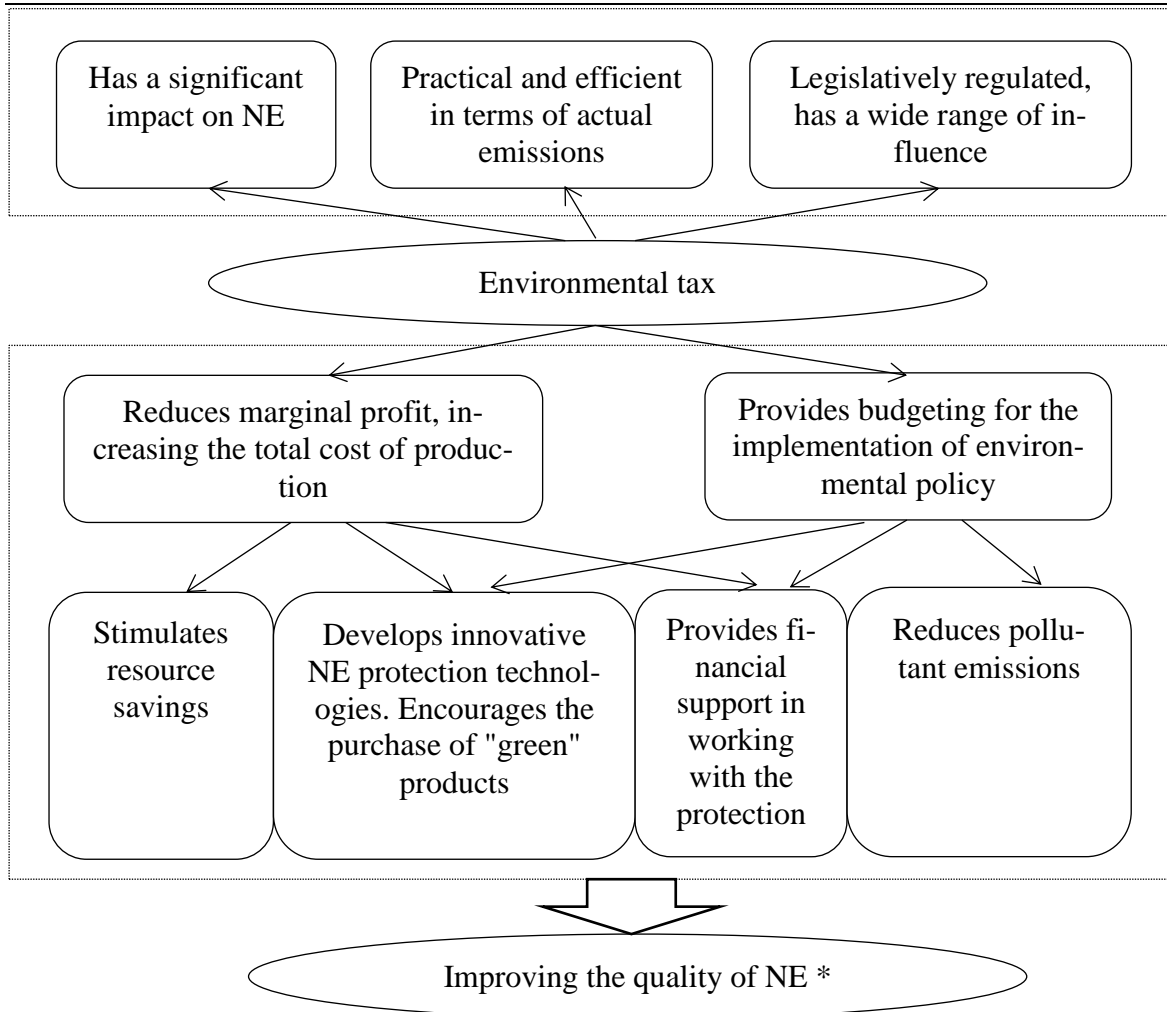 Has a significant
impact on NE
Practical and efficient
in terms of actual
emissions
Legislatively regulated,
has a wide range of in-
fluence
Environmental tax
Reduces marginal profit, in-
creasing the total cost of produc-
tion
Provides budgeting for the
implementation of environ-
mental policy
Stimulates
resource
savings
Develops innovative
NE protection technol-
ogies. Encourages the
purchase of "green"
products
Provides fi-
nancial
support in
working
with the
protection
Reduces pollu-
tant emissions
Improving the quality of NE *